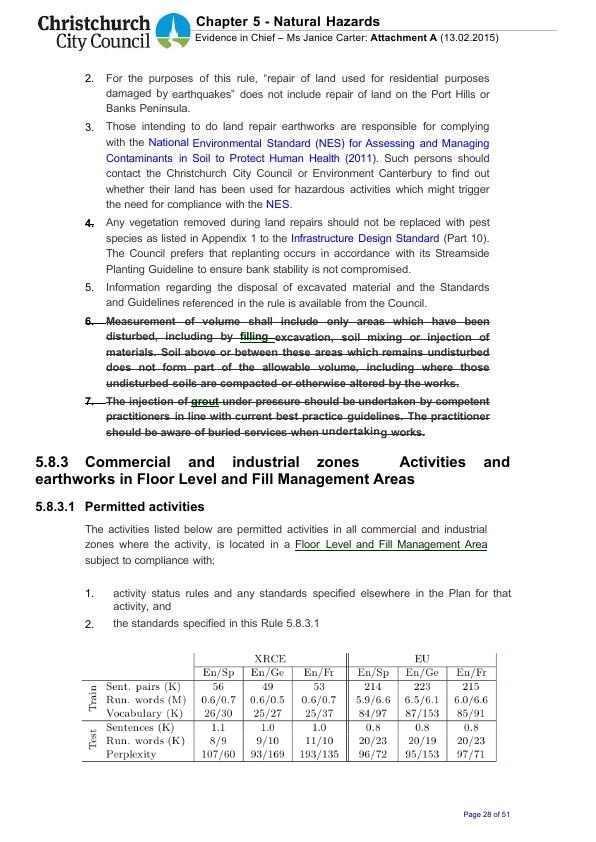 Christchurch
City Council
Chapter 5 - Natural Hazards
Evidence in Chief – Ms Janice Carter: Attachment A (13.02.2015)
2. For the purposes of this rule, “repair of land used for residential purposes
damaged by earthquakes” does not include repair of land on the Port Hills or
Banks Peninsula.
3. Those intending to do land repair earthworks are responsible for complying
with the National Environmental Standard (NES) for Assessing and Managing
Contaminants in Soil to Protect Human Health (2011). Such persons should
contact the Christchurch City Council or Environment Canterbury to find out
whether their land has been used for hazardous activities which might trigger
the need for compliance with the NES.
4. Any vegetation removed during land repairs should not be replaced with pest
species as listed in Appendix 1 to the Infrastructure Design Standard (Part 10).
The Council prefers that replanting occurs in accordance with its Streamside
Planting Guideline to ensure bank stability is not compromised.
5. Information regarding the disposal of excavated material and the Standards
and Guidelines referenced in the rule is available from the Council.
6. Measurement of volume shall include only areas which have been
disturbed, including by filling excavation, soil mixing or injection of
materials. Soil above or between these areas which remains undisturbed
does not form part of the allowable volume, including where those
undisturbed soils are compacted or otherwise altered by the works.
7. The injection of grout under pressure should be undertaken by competent
practitioners in line with current best practice guidelines. The practitioner
should be aware of buried services when undertaking works.
5.8.3 Commercial and industrial zones Activities and
earthworks in Floor Level and Fill Management Areas
5.8.3.1 Permitted activities
The activities listed below are permitted activities in all commercial and industrial
zones where the activity, is located in a Floor Level and Fill Management Area
subject to compliance with:
1. activity status rules and any standards specified elsewhere in the Plan for that
activity, and
2. the standards specified in this Rule 5.8.3.1
XRCE EU
En/Sp En/Ge En/Fr En/Sp En/Ge En/Fr
Train
Sent. pairs (K) 56 49 53 214 223 215
Run. words (M) 0.6/0.7 0.6/0.5 0.6/0.7 5.9/6.6 6.5/6.1 6.0/6.6
Vocabulary (K) 26/30 25/27 25/37 84/97 87/153 85/91
Test
Sentences (K) 1.1 1.0 1.0 0.8 0.8 0.8
Run. words (K) 8/9 9/10 11/10 20/23 20/19 20/23
Perplexity 107/60 93/169 193/135 96/72 95/153 97/71
Page 28 of 51